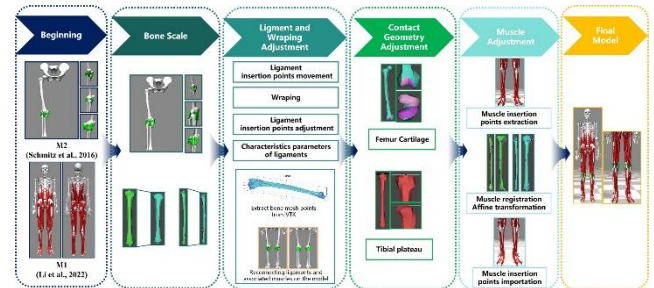 Beginning
M2
(Schmitz et al., 2016)
M1
(Li et al., 2022)
Bone Scale
Ligment and
Wraping
Adjustment
Ligament
insertion points movement
Wraping
Ligament
insertion points adjustment
Characteristics parameters
of ligaments
Extract bone mesh points
from VTK
Reconnecting ligaments and
associated muscles on the model
Contact
Geometry
Adjustment
Femur Cartilage
Tibial plateau
Muscle
Adjustment
Muscle insertion
points extraction
Muscle registration
Affine transformation
Muscle insertion
points importation
Final
Model